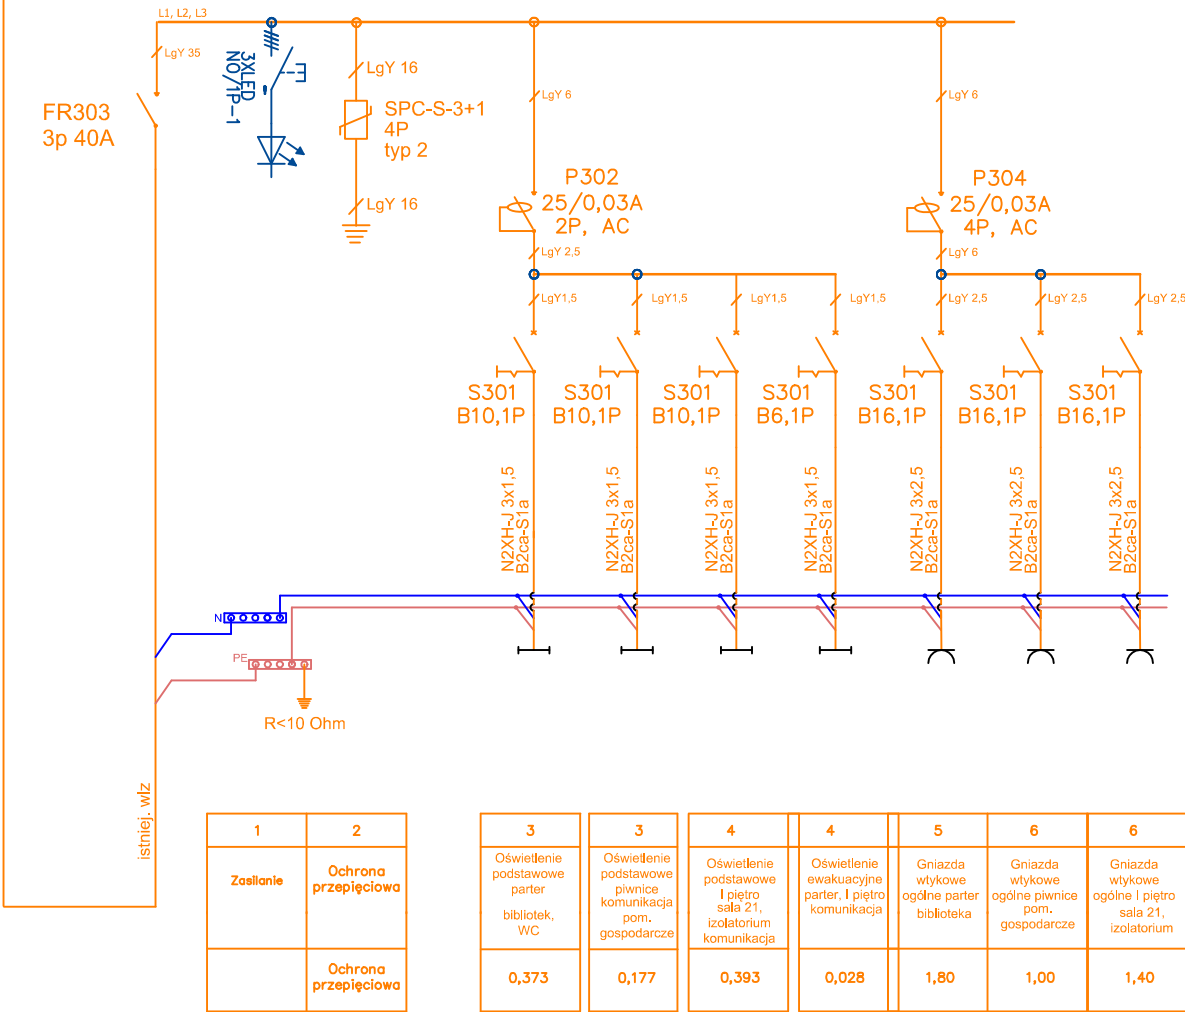 L1, L2, L3
LgY 35
FR303
3p 40A
3XLED
NO/1P-1
LgY 16
SPC-S-3+1
4P
typ 2
LgY 16
LgY 6
P302
25/0,03A
2P, AC
LgY 2,5
LgY 6
P304
25/0,03A
4P, AC
LgY 6
LgY1,5
LgY1,5
LgY1,5
LgY1,5
LgY 2,5
LgY 2,5
LgY 2,5
S301
B10,1P
S301
B10,1P
S301
B10,1P
S301
B6,1P
S301
B16,1P
S301
B16,1P
S301
B16,1P
N2XH-J 3x1,5
B2ca-S1a
N2XH-J 3x1,5
B2ca-S1a
N2XH-J 3x1,5
B2ca-S1a
N2XH-J 3x1,5
B2ca-S1a
N2XH-J 3x2,5
B2ca-S1a
N2XH-J 3x2,5
B2ca-S1a
N2XH-J 3x2,5
B2ca-S1a
N
PE
R<10 Ohm
istniej. wlz
1
2
Zasilanie
Ochrona
przepięciowa
Ochrona
przepięciowa
3
3
4
4
5
6
6
Oświetlenie
podstawowe
parter
bibliotek,
WC
Oświetlenie
podstawowe
piwnice
komunikacja
pom.
gospodarcze
Oświetlenie
podstawowe
I piętro
sala 21,
izolatorium
komunikacja
Oświetlenie
ewakuacyjne
parter, I piętro
komunikacja
Gniazda
wtykowe
ogólne parter
biblioteka
Gniazda
wtykowe
ogólne piwnice
pom.
gospodarcze
Gniazda
wtykowe
ogólne I piętro
sala 21,
izolatorium
0,373
0,177
0,393
0,028
1,80
1,00
1,40